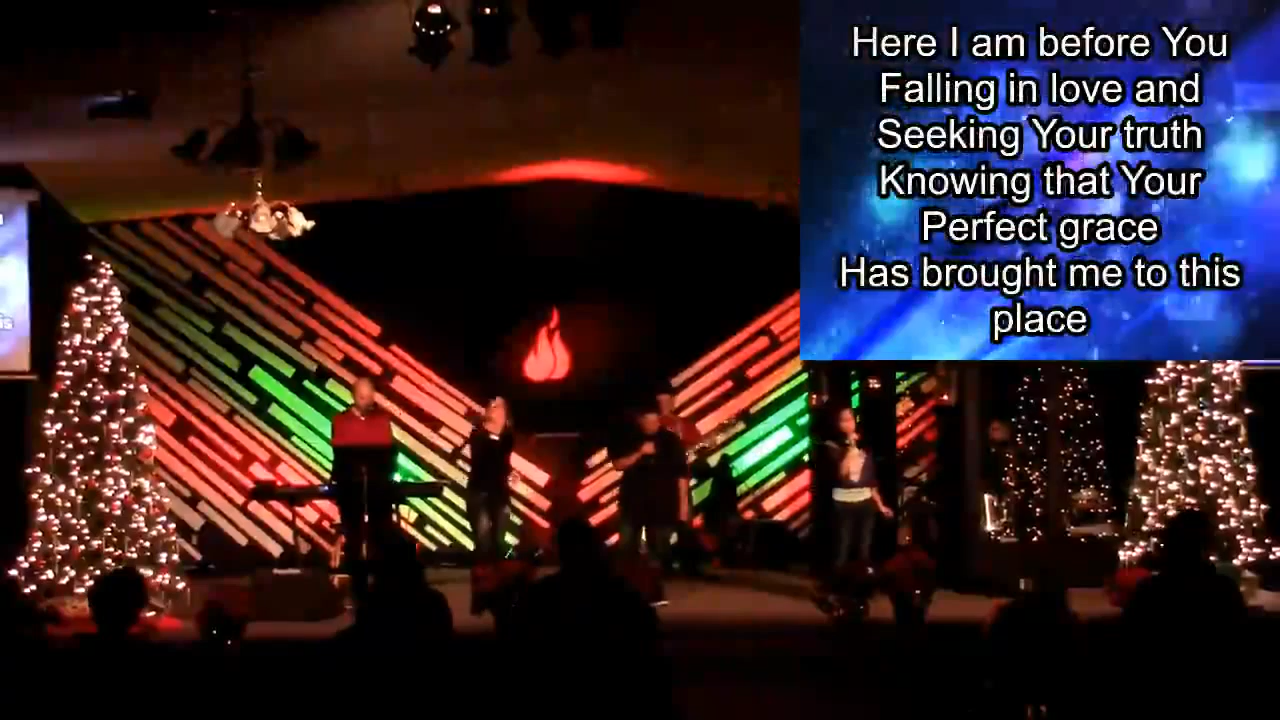 Here I am before You
Falling in love and
Seeking Your truth
Knowing that Your
Perfect grace
Has brought me to this
place